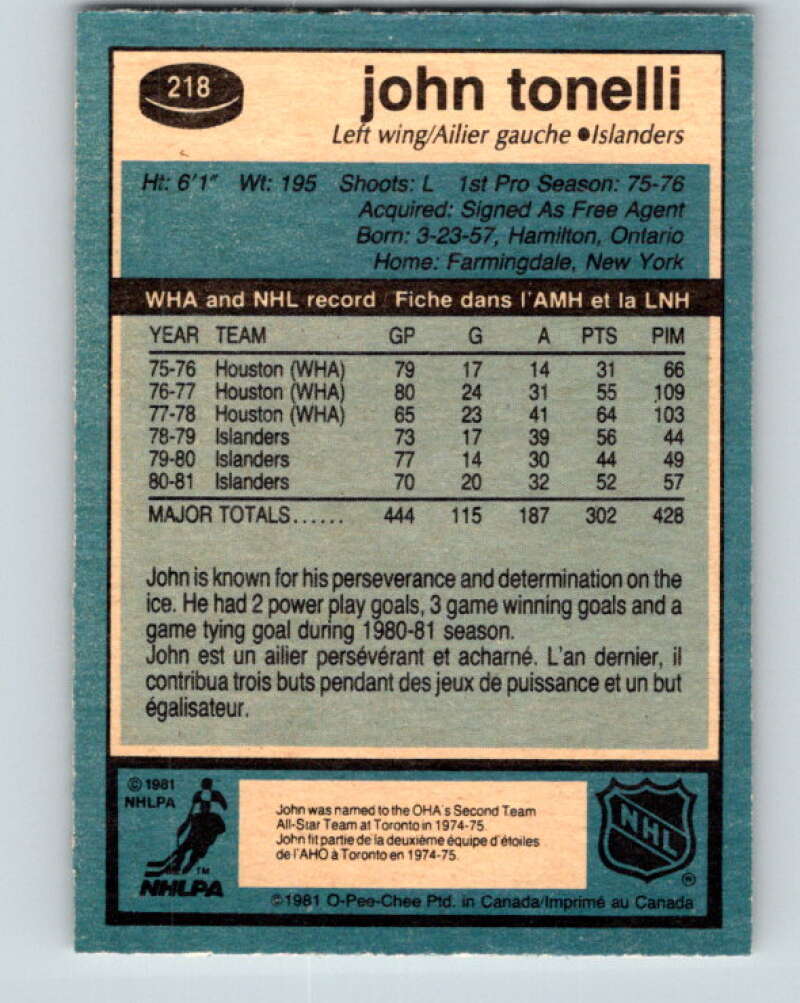 218
john tonelli
Left wing/Ailier gauche ●Islanders
Ht: 6'1" Wt: 195 Shoots: L 1st Pro Season: 75-76
Acquired: Signed As Free Agent
Born: 3-23-57, Hamilton, Ontario
Home: Farmingdale, New York
WHA and NHL record / Fiche dans l'AMH et la LNH
YEAR TEAM GP G A PTS PIM
75-76 Houston (WHA) 79 17 14 31 66
76-77 Houston (WHA) 80 24 31 55 109
77-78 Houston (WHA) 65 23 41 64 103
78-79 Islanders 73 17 39 56 44
79-80 Islanders 77 14 30 44 49
80-81 Islanders 70 20 32 52 57
MAJOR TOTALS...... 444 115 187 302 428
John is known for his perseverance and determination on the
ice. He had 2 power play goals, 3 game winning goals and a
game tying goal during 1980-81 season.
John est un ailier persévérant et acharné. L'an dernier, il
contribua trois buts pendant des jeux de puissance et un but
égalisateur.
© 1981
NHLPA
TM
NHLPA
John was named to the OHA's Second Team
All-Star Team at Toronto in 1974-75.
John fit partie de la deuxième équipe d'étoiles
de l'AHO à Toronto en 1974-75.
NHL
®
©1981 O-Pee-Chee Ptd. in Canada/Imprimé au Canada